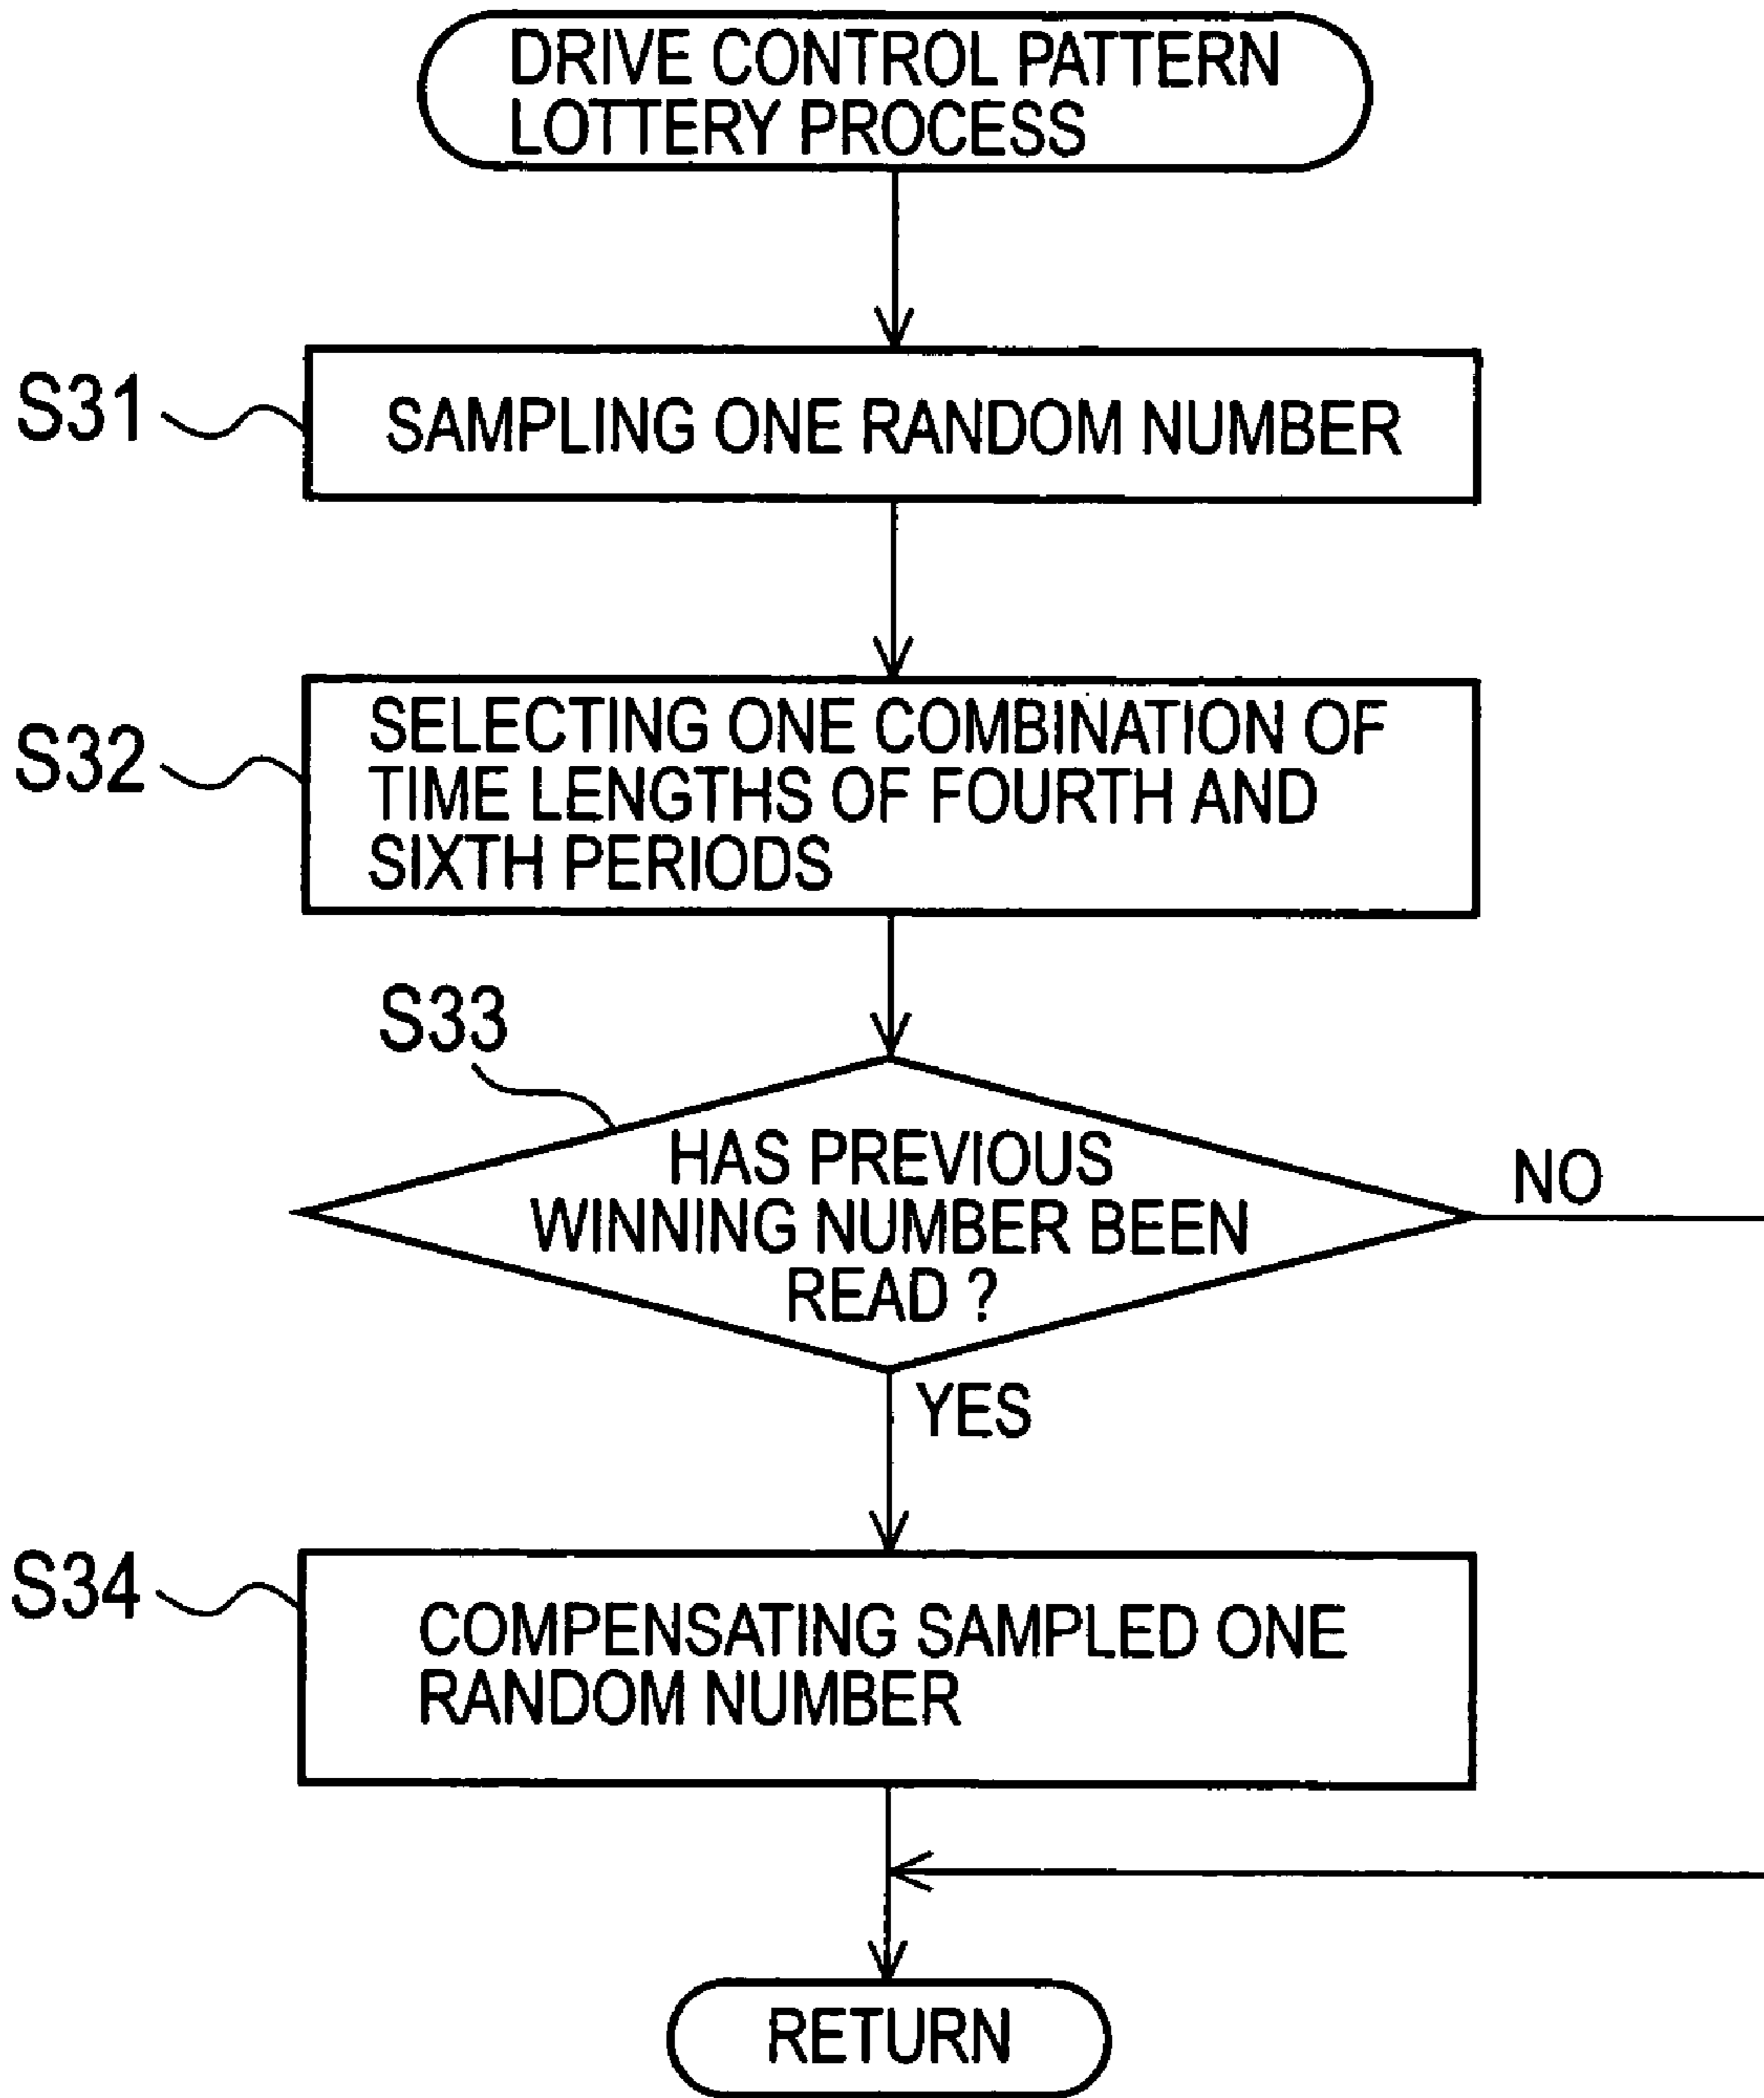 DRIVE CONTROL PATTERN
LOTTERY PROCESS
S31
SAMPLING ONE RANDOM NUMBER
S32
SELECTING ONE COMBINATION OF
TIME LENGTHS OF FOURTH AND
SIXTH PERIODS
S33
HAS PREVIOUS
WINNING NUMBER BEEN
READ ?
NO
YES
S34
COMPENSATING SAMPLED ONE
RANDOM NUMBER
RETURN